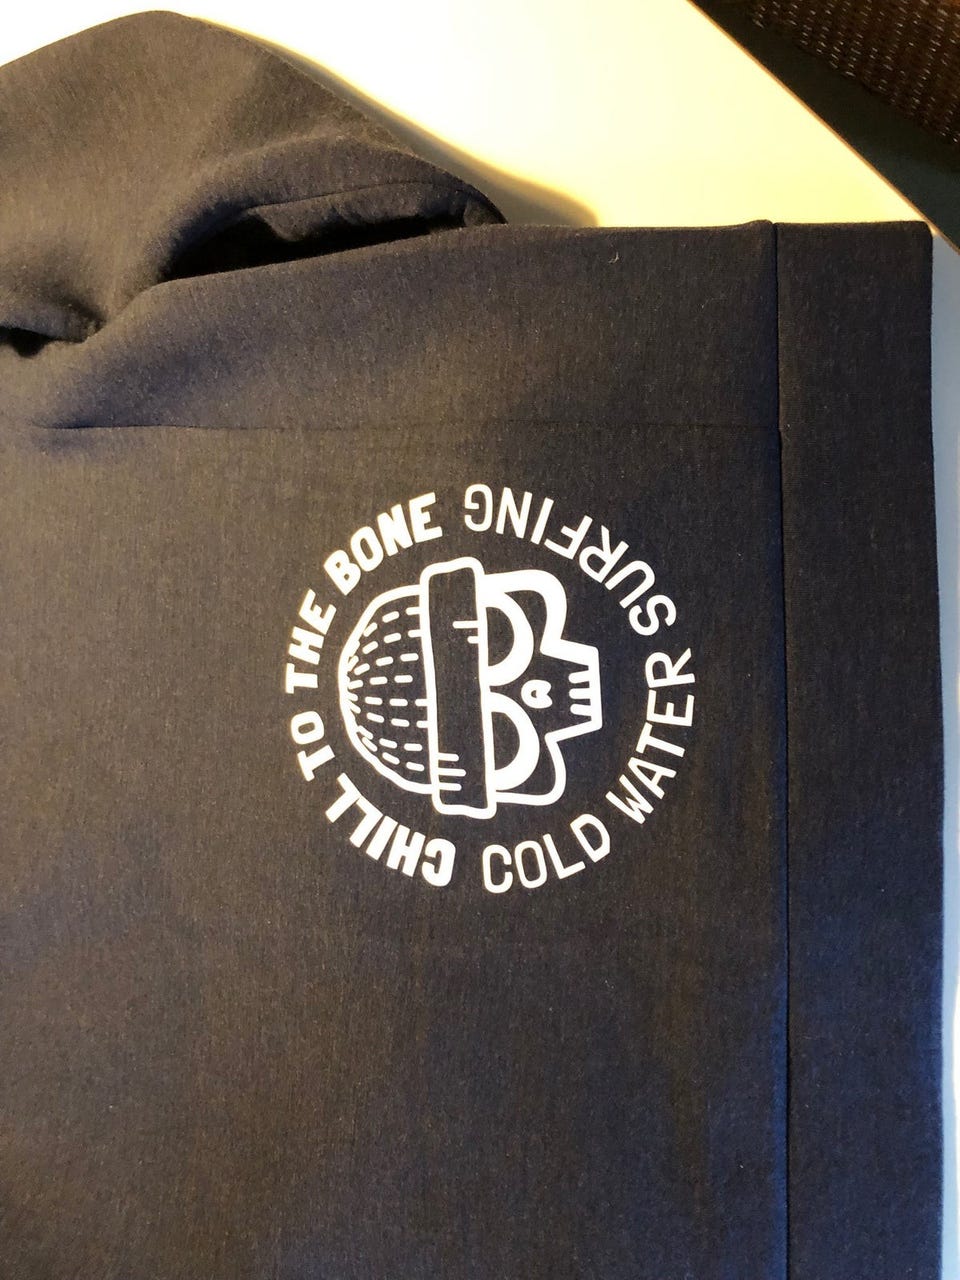 CHILL TO THE BONE
COLD WATER SURFING